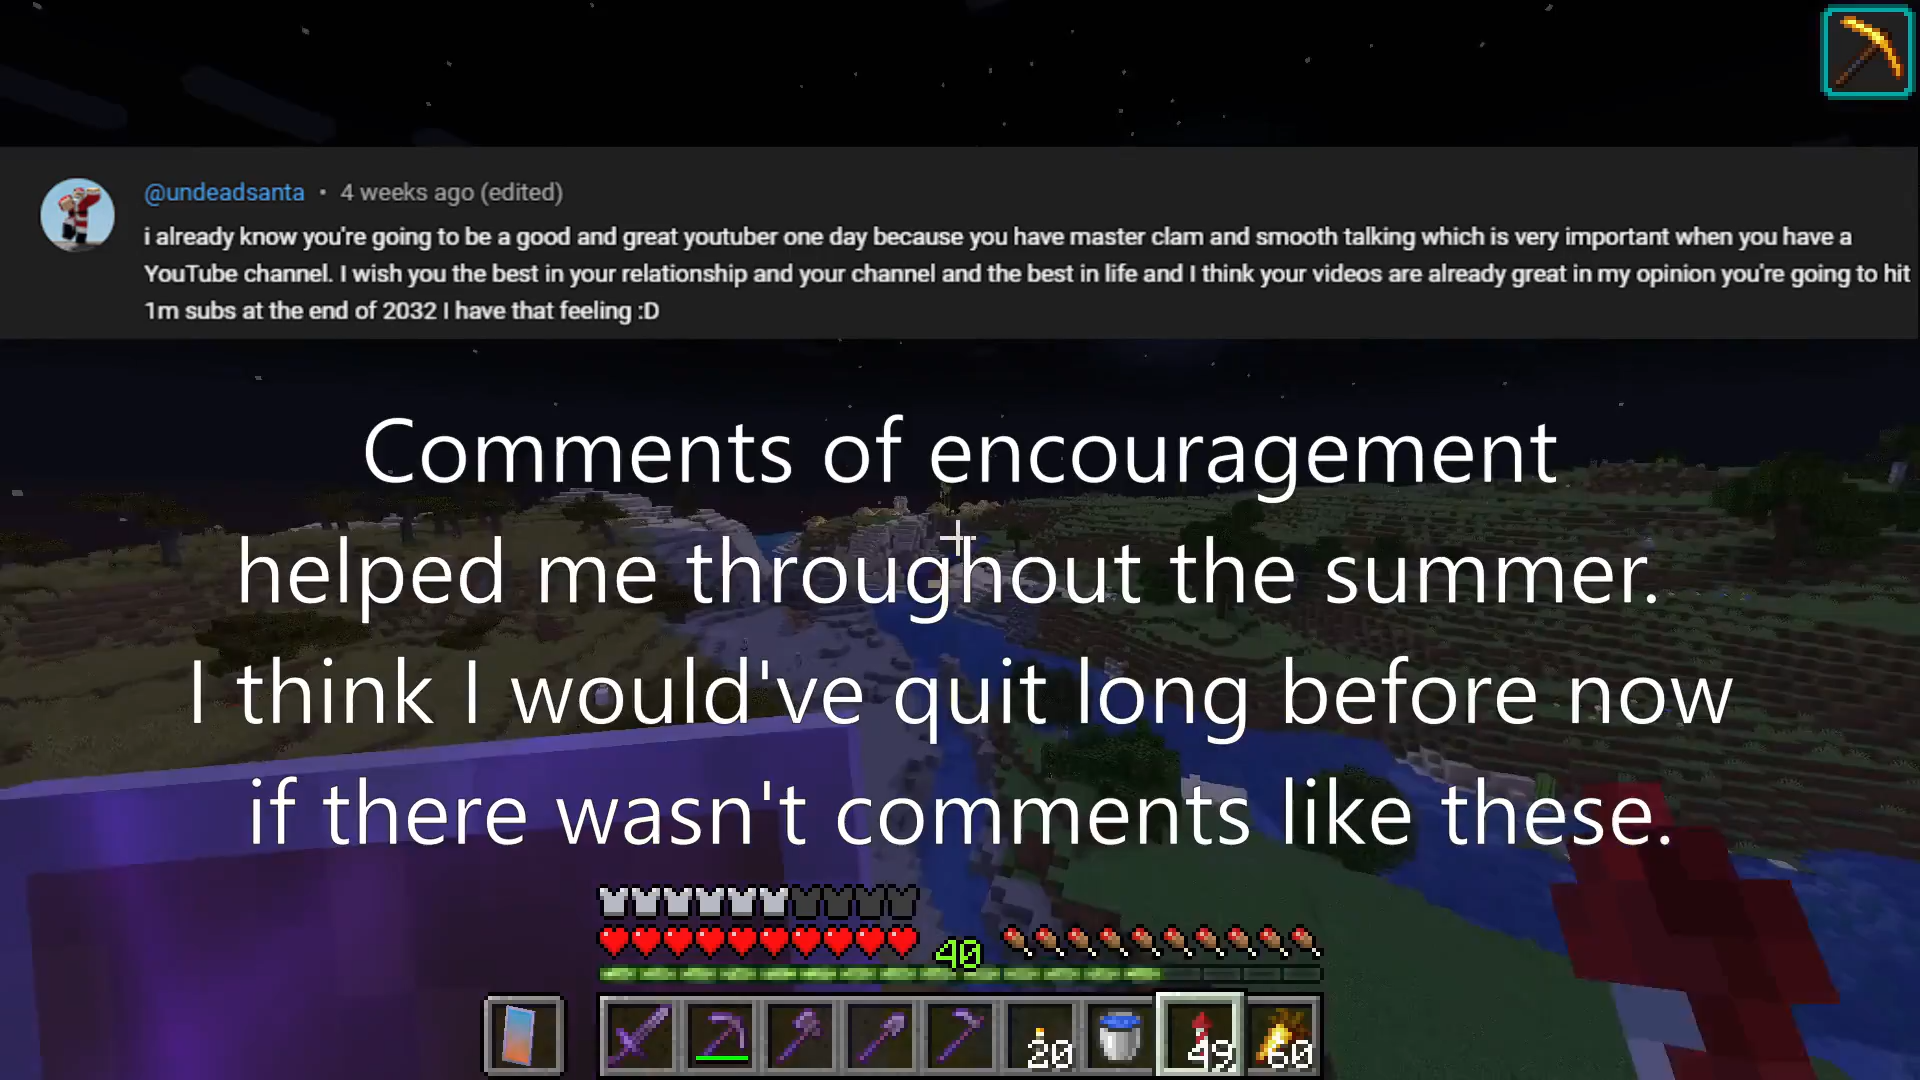 @undeadsanta • 4 weeks ago (edited)
i already know you're going to be a good and great youtuber one day because you have master clam and smooth talking which is very important when you have a
YouTube channel. I wish you the best in your relationship and your channel and the best in life and I think your videos are already great in my opinion you're going to hit
1m subs at the end of 2032 I have that feeling :D
Comments of encouragement
helped me throughout the summer.
I think I would've quit long before now
if there wasn't comments like these.
40
20 49 60